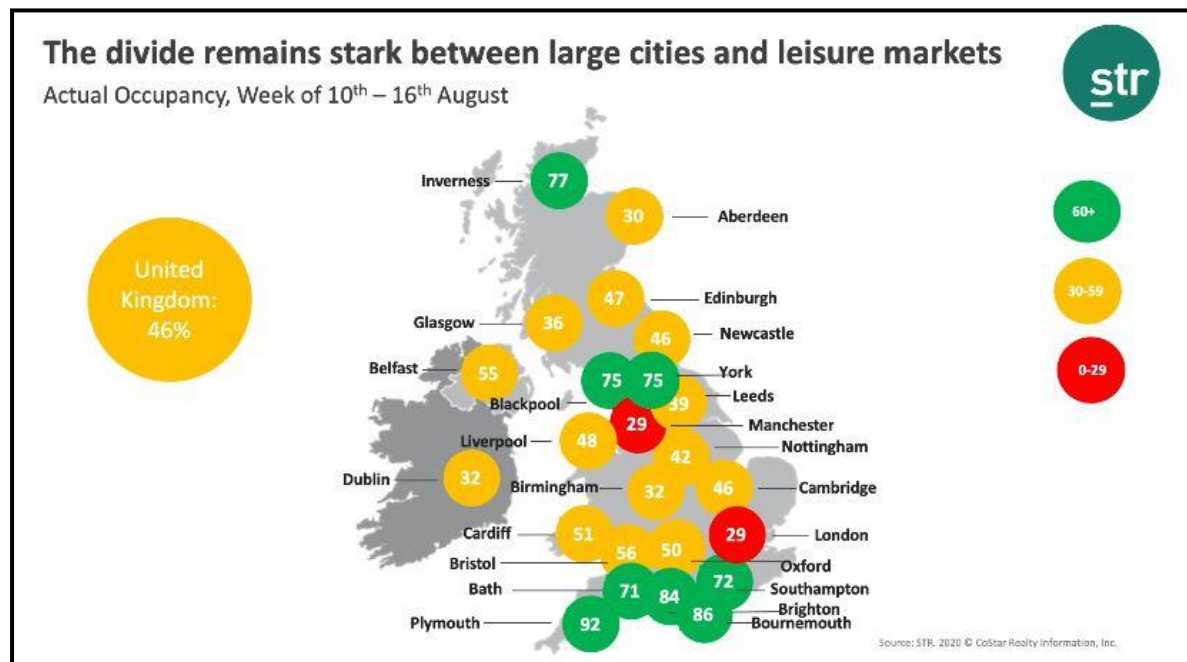 The divide remains stark between large cities and leisure markets
Actual Occupancy, Week of 10th – 16th August
str
Inverness
77
30
Aberdeen
60+
United
Kingdom:
46%
30-59
47
Edinburgh
Glasgow
36
46
Newcastle
0-29
Belfast
55
75
75
York
Blackpool
39
Leeds
29
Manchester
Liverpool
48
42
Nottingham
Dublin
32
Birmingham
32
46
Cambridge
Cardiff
51
56
50
29
London
Bristol
Oxford
Bath
71
84
72
Southampton
Plymouth
92
86
Brighton
Bournemouth
Source: STR. 2020 © CoStar Realty Information, Inc.